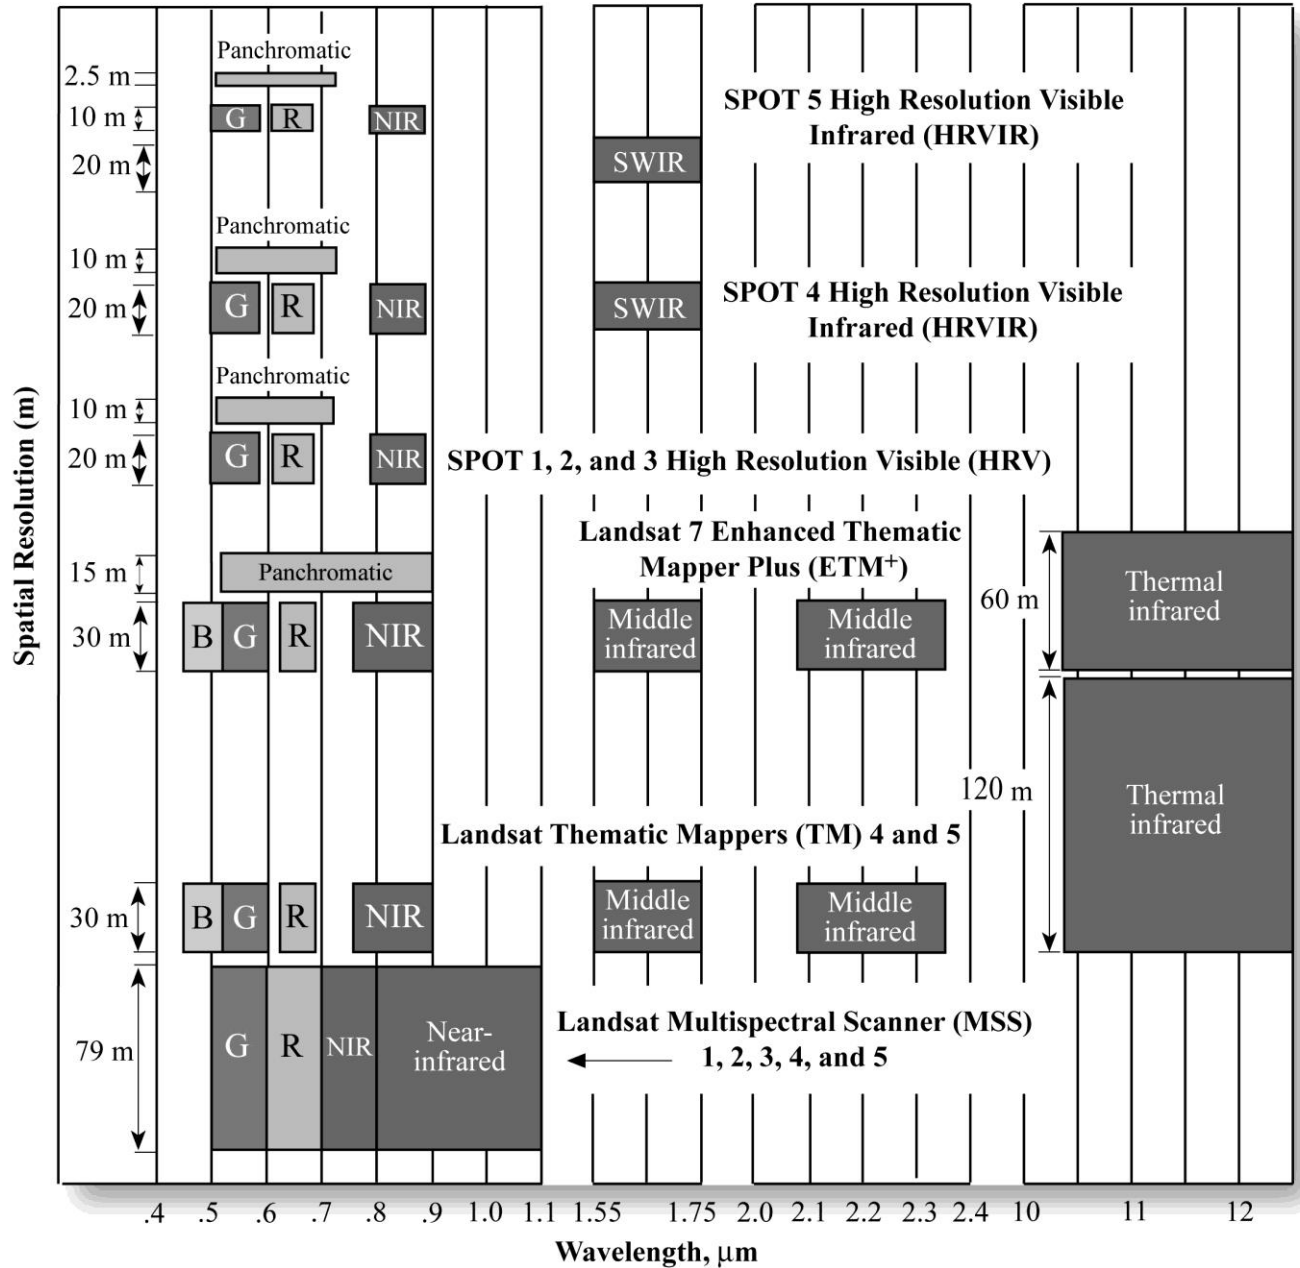 Panchromatic
2.5 m
10 m
G
R
NIR
20 m
SWIR
SPOT 5 High Resolution Visible
Infrared (HRVIR)
Panchromatic
10 m
20 m
G
R
NIR
SWIR
SPOT 4 High Resolution Visible
Infrared (HRVIR)
Panchromatic
10 m
20 m
G
R
NIR
SPOT 1, 2, and 3 High Resolution Visible (HRV)
Spatial Resolution (m)
Landsat 7 Enhanced Thematic
Mapper Plus (ETM+)
15 m
Panchromatic
30 m
B
G
R
NIR
Middle
infrared
Middle
infrared
60 m
Thermal
infrared
120 m
Thermal
infrared
Landsat Thematic Mappers (TM) 4 and 5
30 m
B
G
R
NIR
Middle
infrared
Middle
infrared
79 m
G
R
NIR
Near-
infrared
Landsat Multispectral Scanner (MSS)
1, 2, 3, 4, and 5
.4 .5 .6 .7 .8 .9 1.0 1.1 1.55 1.75 2.0 2.1 2.2 2.3 2.4 10 11 12
Wavelength, μm